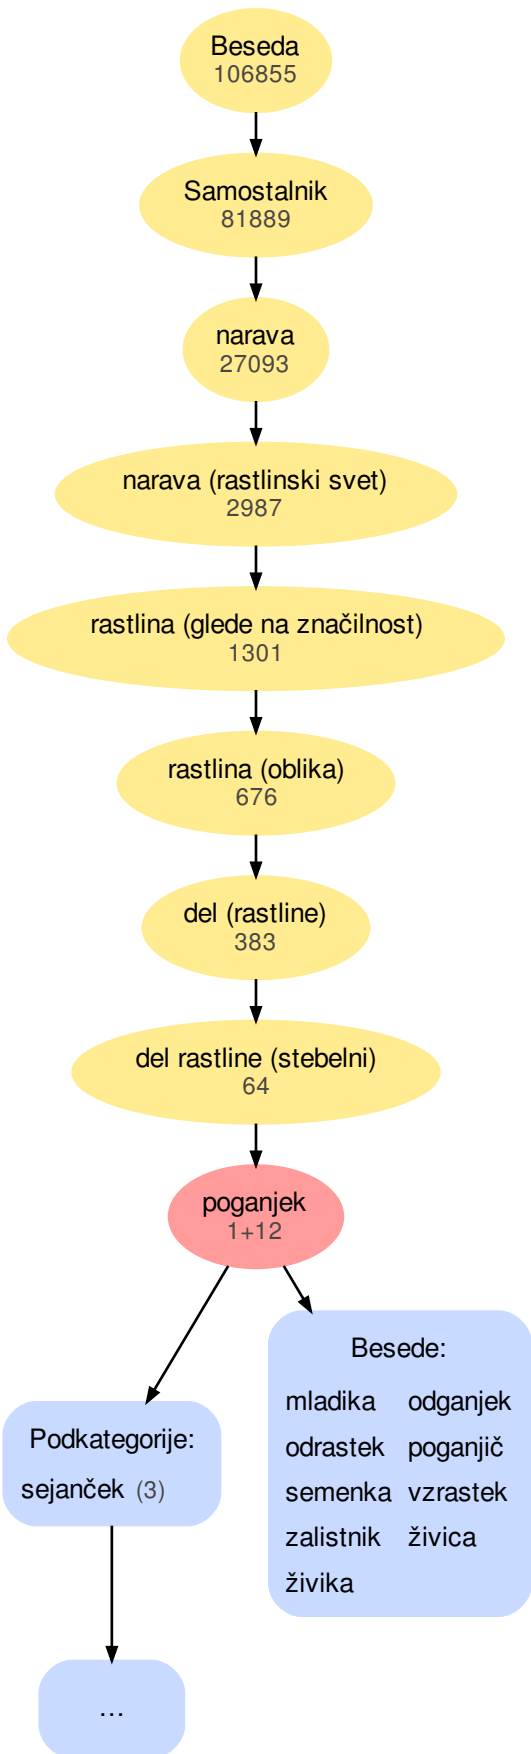 Beseda
106855
Samostalnik
81889
narava
27093
narava (rastlinski svet)
2987
rastlina (glede na značilnost)
1301
rastlina (oblika)
676
del (rastline)
383
del rastline (stebelni)
64
poganjek
1+12
Podkategorije:
sejanček (3)
...
Besede:
mladika odganjek
odrastek poganjič
semenka vzrastek
zalistnik živica
živika